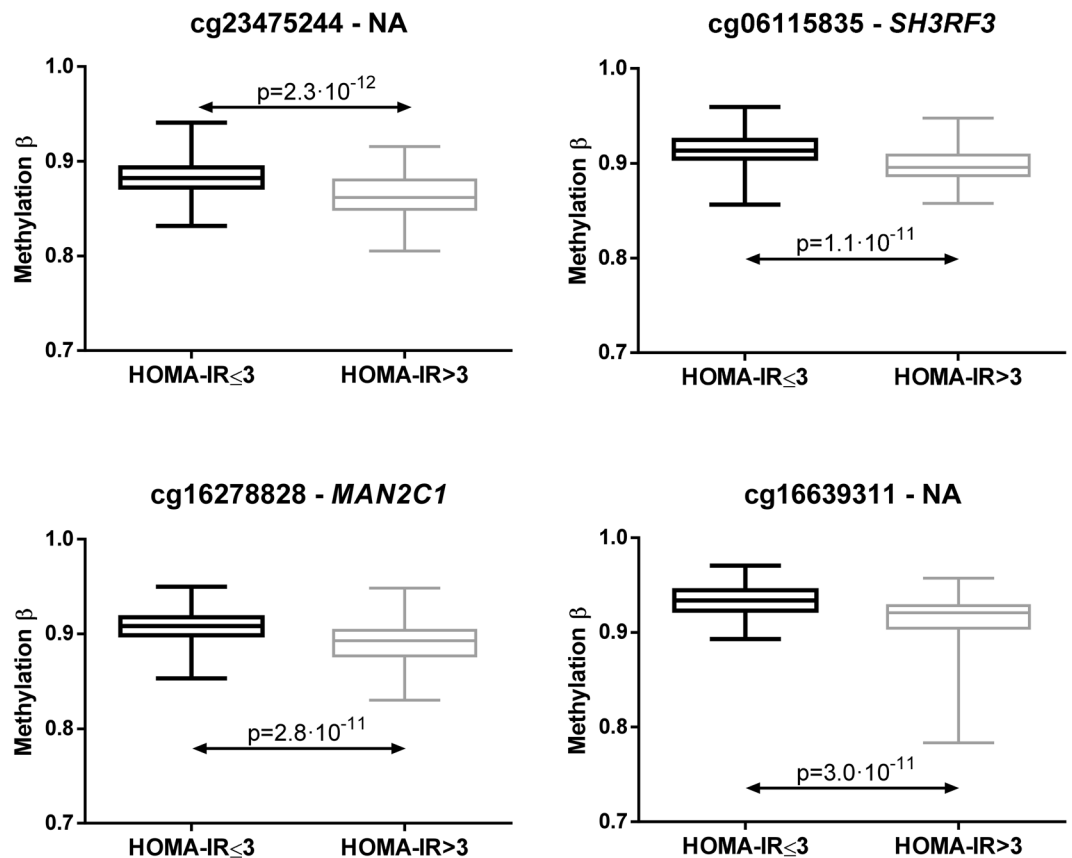 cg23475244 - NA
1.0
0.9
0.8
0.7
Methylation β
p=2.3·10⁻¹²
HOMA-IR≤3
HOMA-IR>3
cg06115835 - SH3RF3
1.0
0.9
0.8
0.7
Methylation β
p=1.1·10⁻¹¹
HOMA-IR≤3
HOMA-IR>3
cg16278828 - MAN2C1
1.0
0.9
0.8
0.7
Methylation β
p=2.8·10⁻¹¹
HOMA-IR≤3
HOMA-IR>3
cg16639311 - NA
1.0
0.9
0.8
0.7
Methylation β
p=3.0·10⁻¹¹
HOMA-IR≤3
HOMA-IR>3